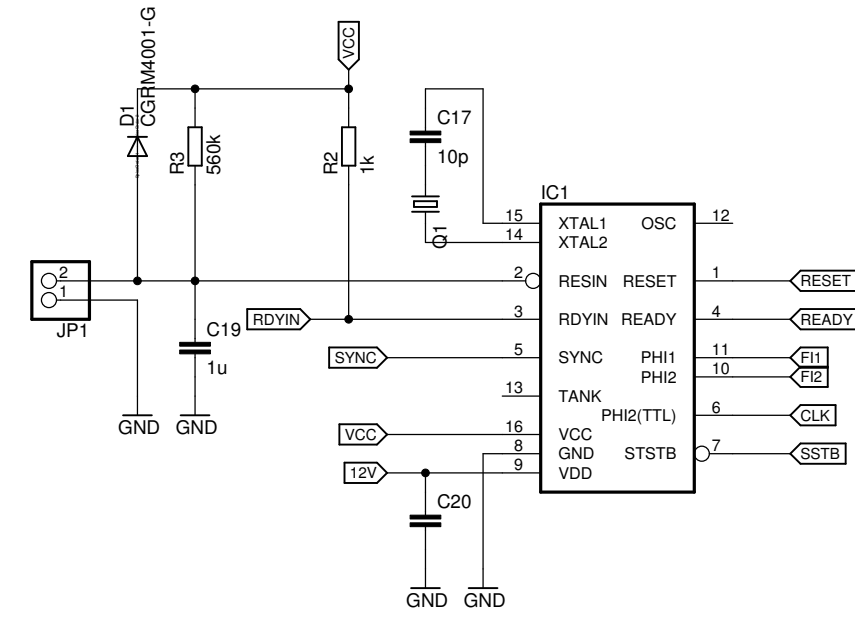 VCC
D1
CGRM4001-G
R3
560k
R2
1k
C17
10p
Q1
IC1
15 XTAL1 OSC 12
14 XTAL2
2 RESIN RESET 1 RESET
RDYIN 3 RDYIN READY 4 READY
SYNC 5 SYNC PHI1 11 FI1
PHI2 10 FI2
13 TANK
PHI2(TTL) 6 CLK
VCC 16 VCC
8 GND STSTB 7 SSTB
12V 9 VDD
2
1
JP1
C19
1u
GND GND
C20
GND GND